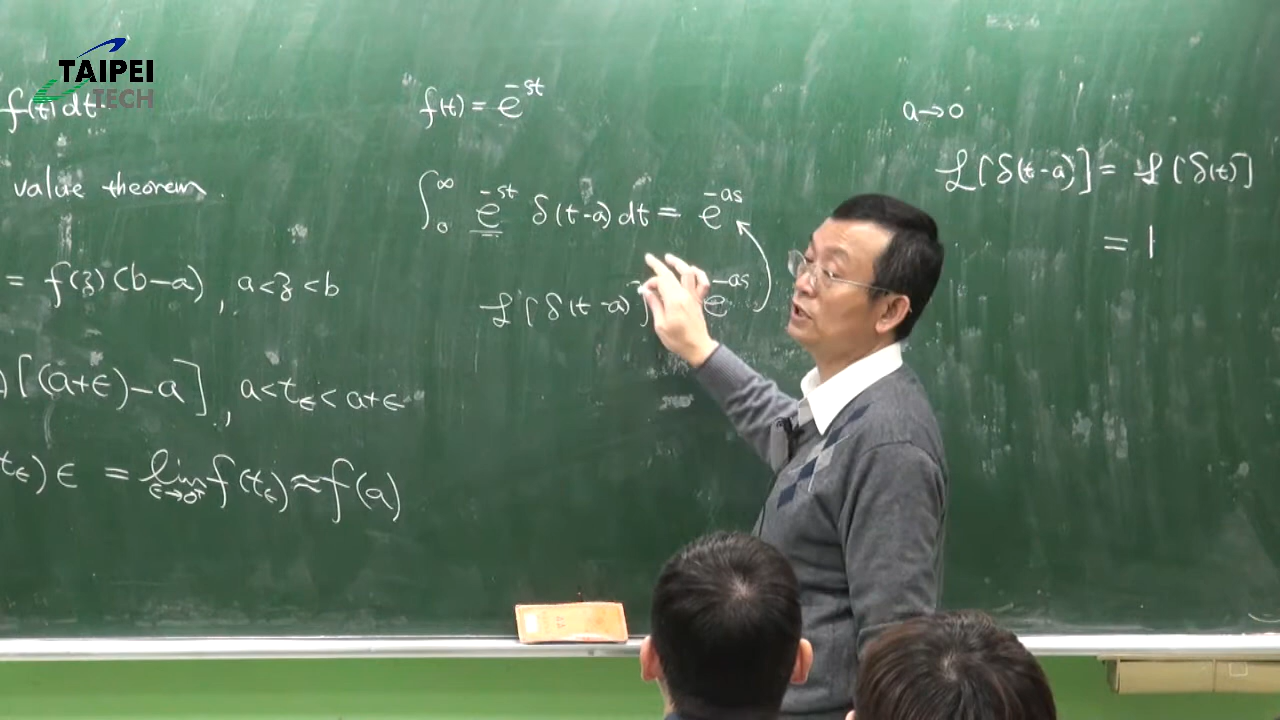 TAIPEI
TECH
f(t) dt
value theorem.
= f(ξ)(b-a), a<ξ<b
)[(a+ε)-a], a<tε<a+ε
tε)ε = lim ε→0⁺ f(tε)≈f(a)
f(t) = e^-st
∫₀^∞ e^-st δ(t-a) dt = e^-as
ℒ[δ(t-a) e^-as
a→0
ℒ[δ(t-a)] = ℒ[δ(t)]
= 1